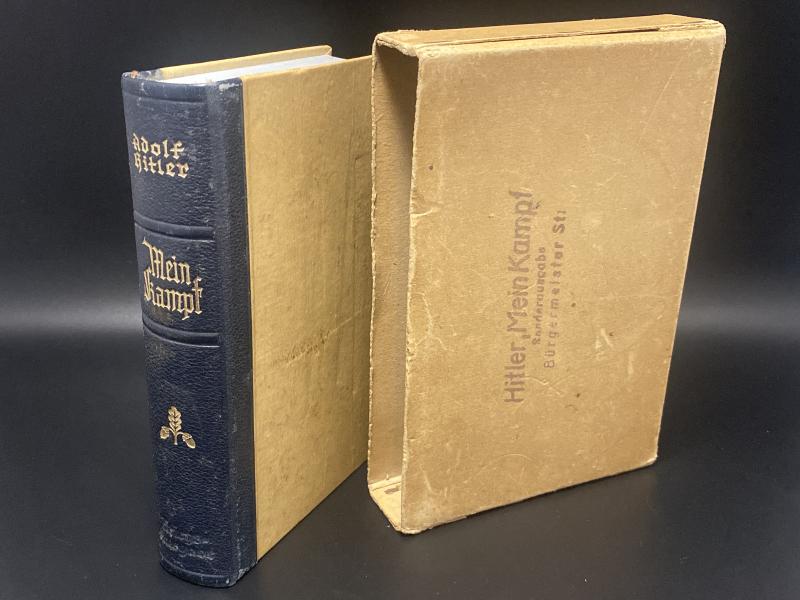 Adolf
Hitler
Mein
Kampf
Hitler, Mein Kampf
Sonderausgabe
Bürgermeister St: